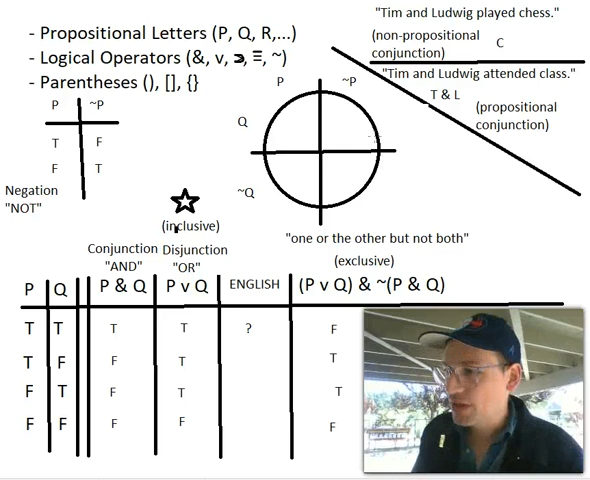 - Propositional Letters (P, Q, R,...)
- Logical Operators (&, v, ⊃, ≡, ~)
- Parentheses (), [], {}
"Tim and Ludwig played chess."
(non-propositional
conjunction)
C
"Tim and Ludwig attended class."
T & L
(propositional
conjunction)
P ~P
T F
F T
Negation
"NOT"
P ~P
Q
~Q
(inclusive)
"one or the other but not both"
(exclusive)
Conjunction Disjunction
"AND" "OR"
P Q P & Q P v Q ENGLISH (P v Q) & ~(P & Q)
T T T T ? F
T F F T T
F T F T T
F F F F F